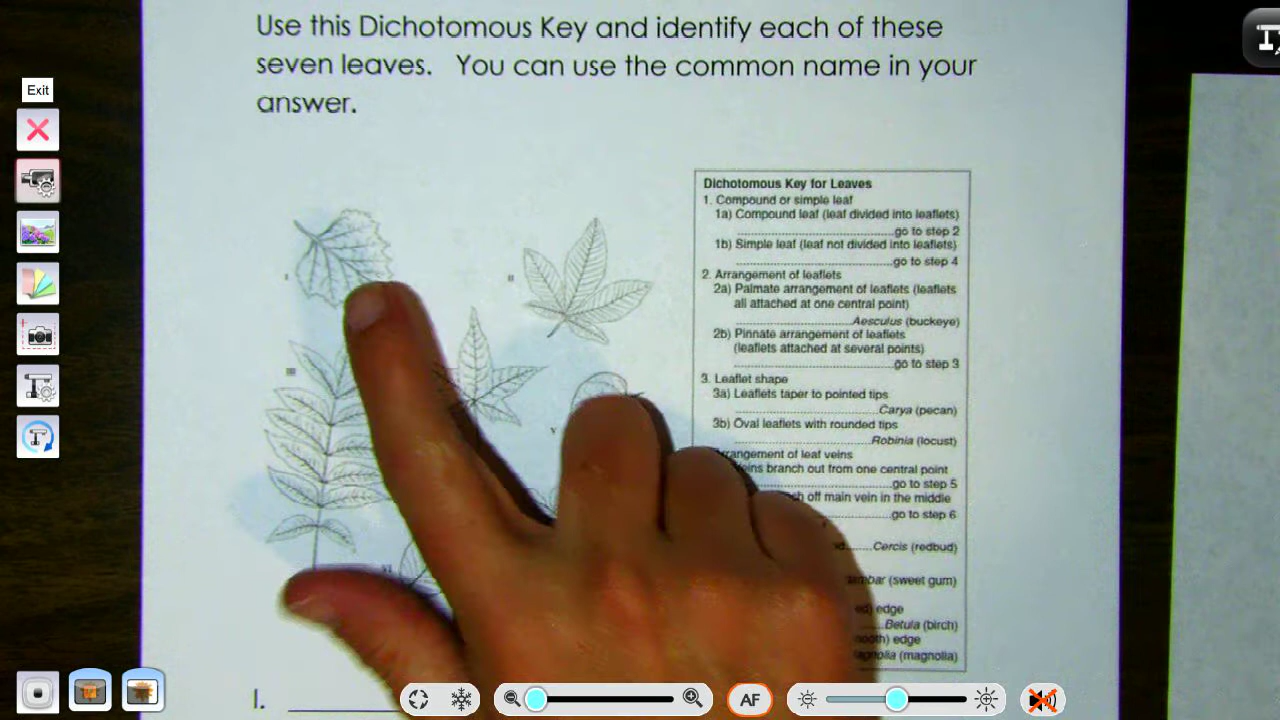 Use this Dichotomous Key and identify each of these
seven leaves. You can use the common name in your
answer.
Exit
Dichotomous Key for Leaves
1. Compound or simple leaf
1a) Compound leaf (leaf divided into leaflets)
..........................................go to step 2
1b) Simple leaf (leaf not divided into leaflets)
..........................................go to step 4
2. Arrangement of leaflets
2a) Palmate arrangement of leaflets (leaflets
all attached at one central point)
...............................Aesculus (buckeye)
2b) Pinnate arrangement of leaflets
(leaflets attached at several points)
..........................................go to step 3
3. Leaflet shape
3a) Leaflets taper to pointed tips
......................................Carya (pecan)
3b) Oval leaflets with rounded tips
....................................Robinia (locust)
of leaf veins
branch out from one central point
go to step 5
off main vein in the middle
go to step 6
Cercis (redbud)
(sweet gum)
edge
Betula (birch)
edge
(magnolia)
I
II
III
V
VI
I. 
AF